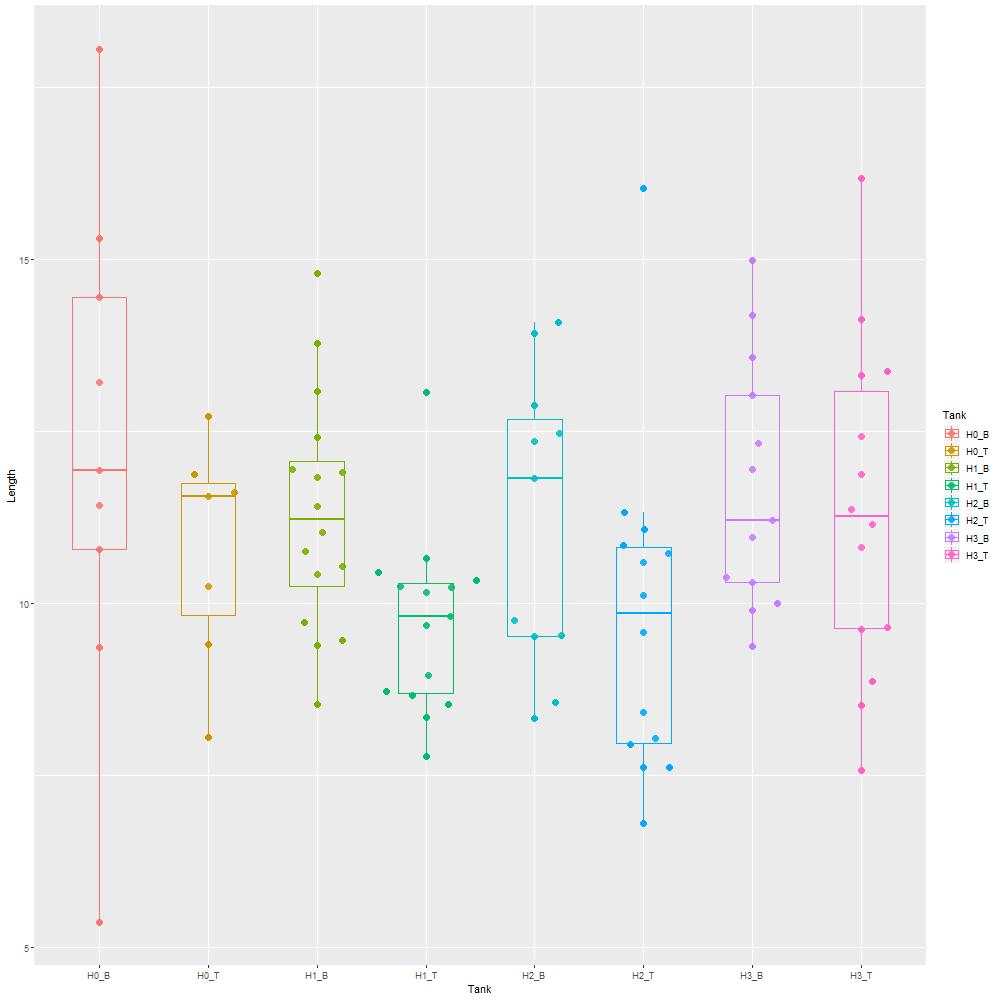 Length
15
10
5
H0_B H0_T H1_B H1_T H2_B H2_T H3_B H3_T
Tank
Tank
H0_B
H0_T
H1_B
H1_T
H2_B
H2_T
H3_B
H3_T